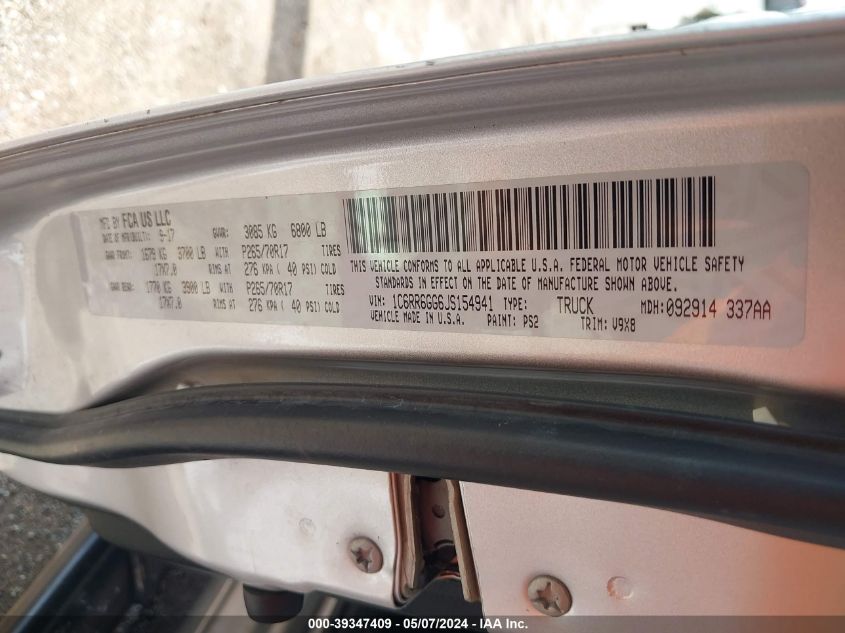 MFD BY FCA US LLC
DATE OF MFR/BUILT: 9-17 GVWR: 3085 KG 6800 LB
GAWR FRONT: 1679 KG 3700 LB WITH P265/70R17 TIRES
17X7.0 RIMS AT 276 KPA ( 40 PSI) COLD
GAWR REAR: 1770 KG 3900 LB WITH P265/70R17 TIRES
17X7.0 RIMS AT 276 KPA ( 40 PSI) COLD
THIS VEHICLE CONFORMS TO ALL APPLICABLE U.S.A. FEDERAL MOTOR VEHICLE SAFETY
STANDARDS IN EFFECT ON THE DATE OF MANUFACTURE SHOWN ABOVE.
VIN: 1C6RR6GG6JS154941 TYPE: TRUCK MDH: 092914 337AA
VEHICLE MADE IN U.S.A. PAINT: PS2 TRIM: V9X8
000-39347409 - 05/07/2024 - IAA Inc.